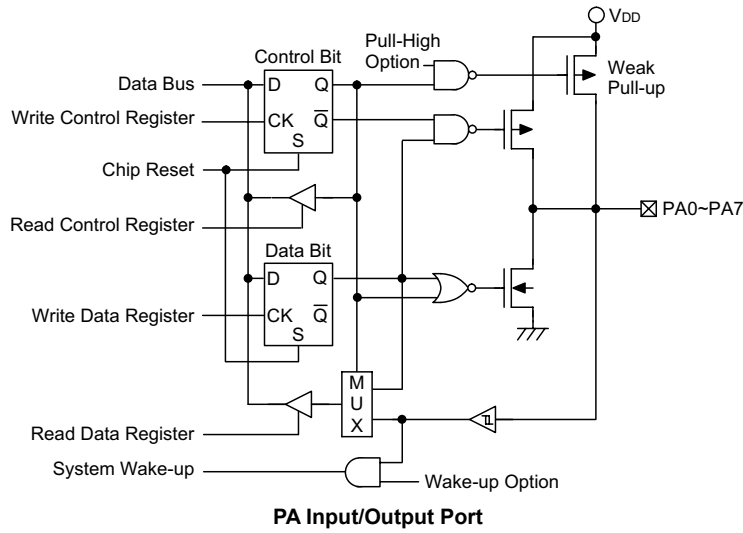 VDD
Pull-High
Option
Control Bit
Weak
Pull-up
Data Bus
D
Q
Write Control Register
CK
Q
S
Chip Reset
Read Control Register
PA0~PA7
Data Bit
D
Q
Write Data Register
CK
Q
S
M
U
X
Read Data Register
System Wake-up
Wake-up Option
PA Input/Output Port